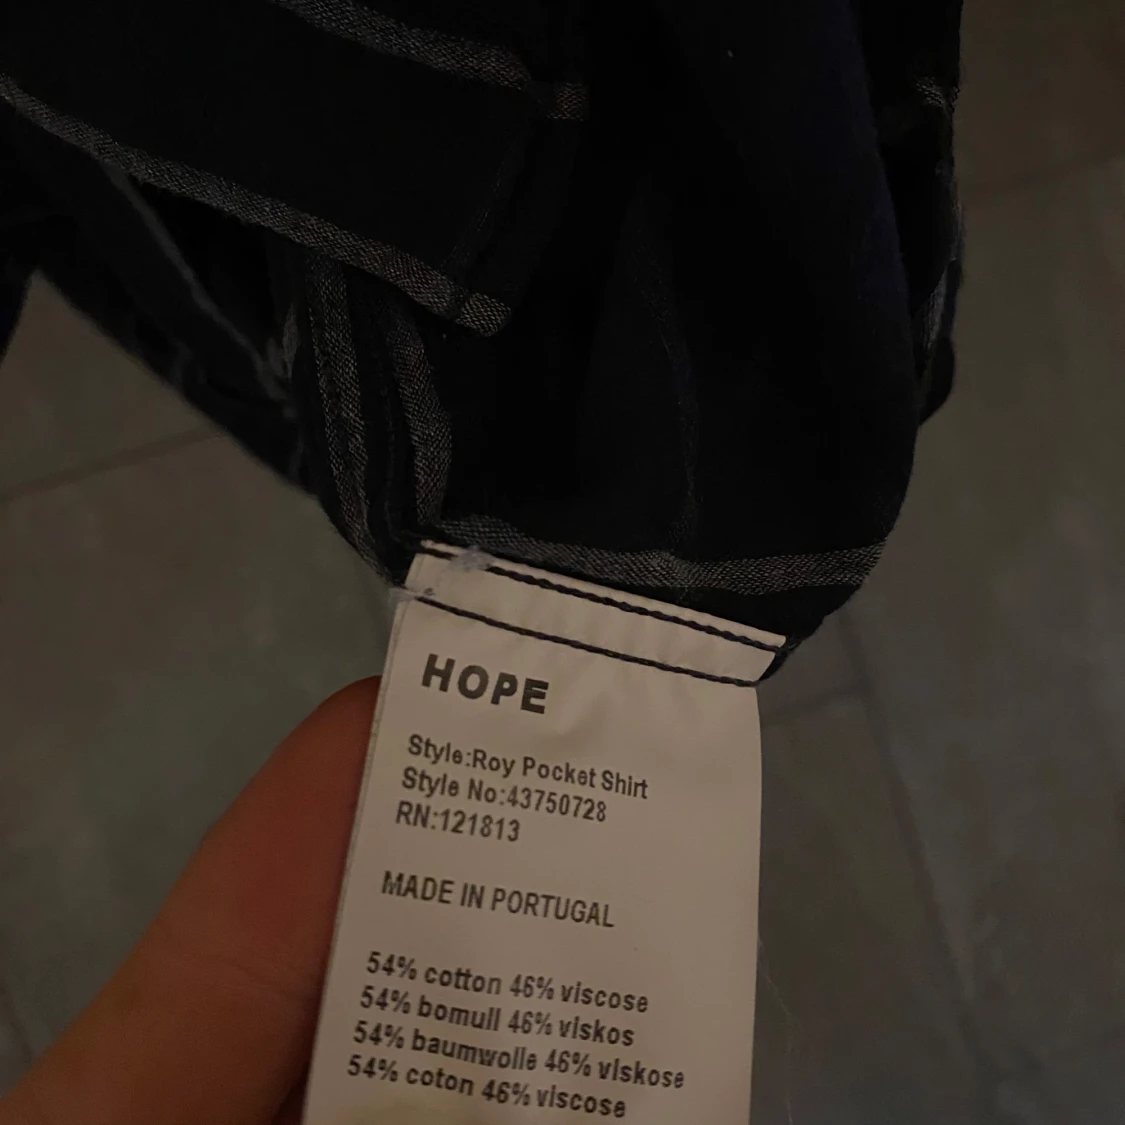 HOPE
Style:Roy Pocket Shirt
Style No:43750728
RN:121813
MADE IN PORTUGAL
54% cotton 46% viscose
54% bomull 46% viskos
54% baumwolle 46% viskose
54% coton 46% viscose